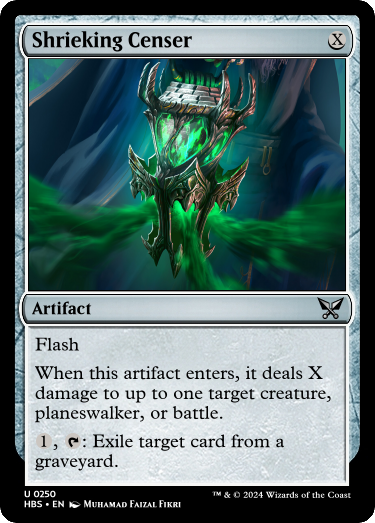 Shrieking Censer X
Artifact
Flash
When this artifact enters, it deals X
damage to up to one target creature,
planeswalker, or battle.
1, : Exile target card from a
graveyard.
U 0250
HBS • EN Muhamad Faizal Fikri
™ & © 2024 Wizards of the Coast